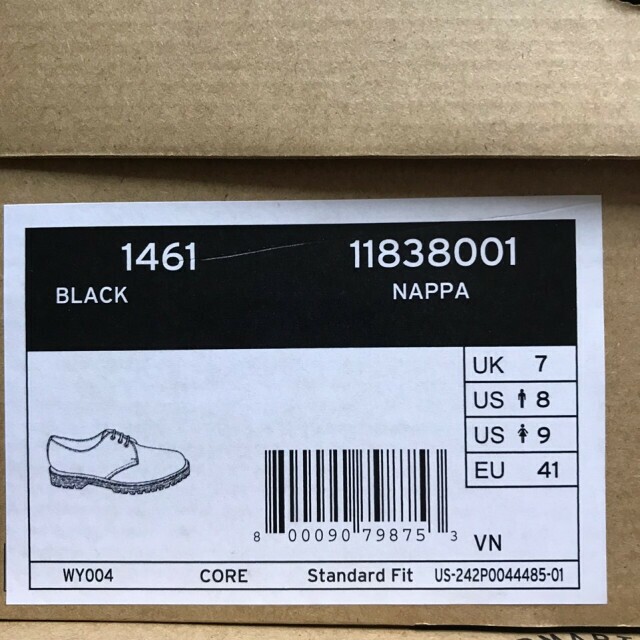 1461 11838001
BLACK NAPPA
UK 7
US 8
US 9
EU 41
8 00090 79875 3
VN
WY004 CORE Standard Fit US-242P0044485-01